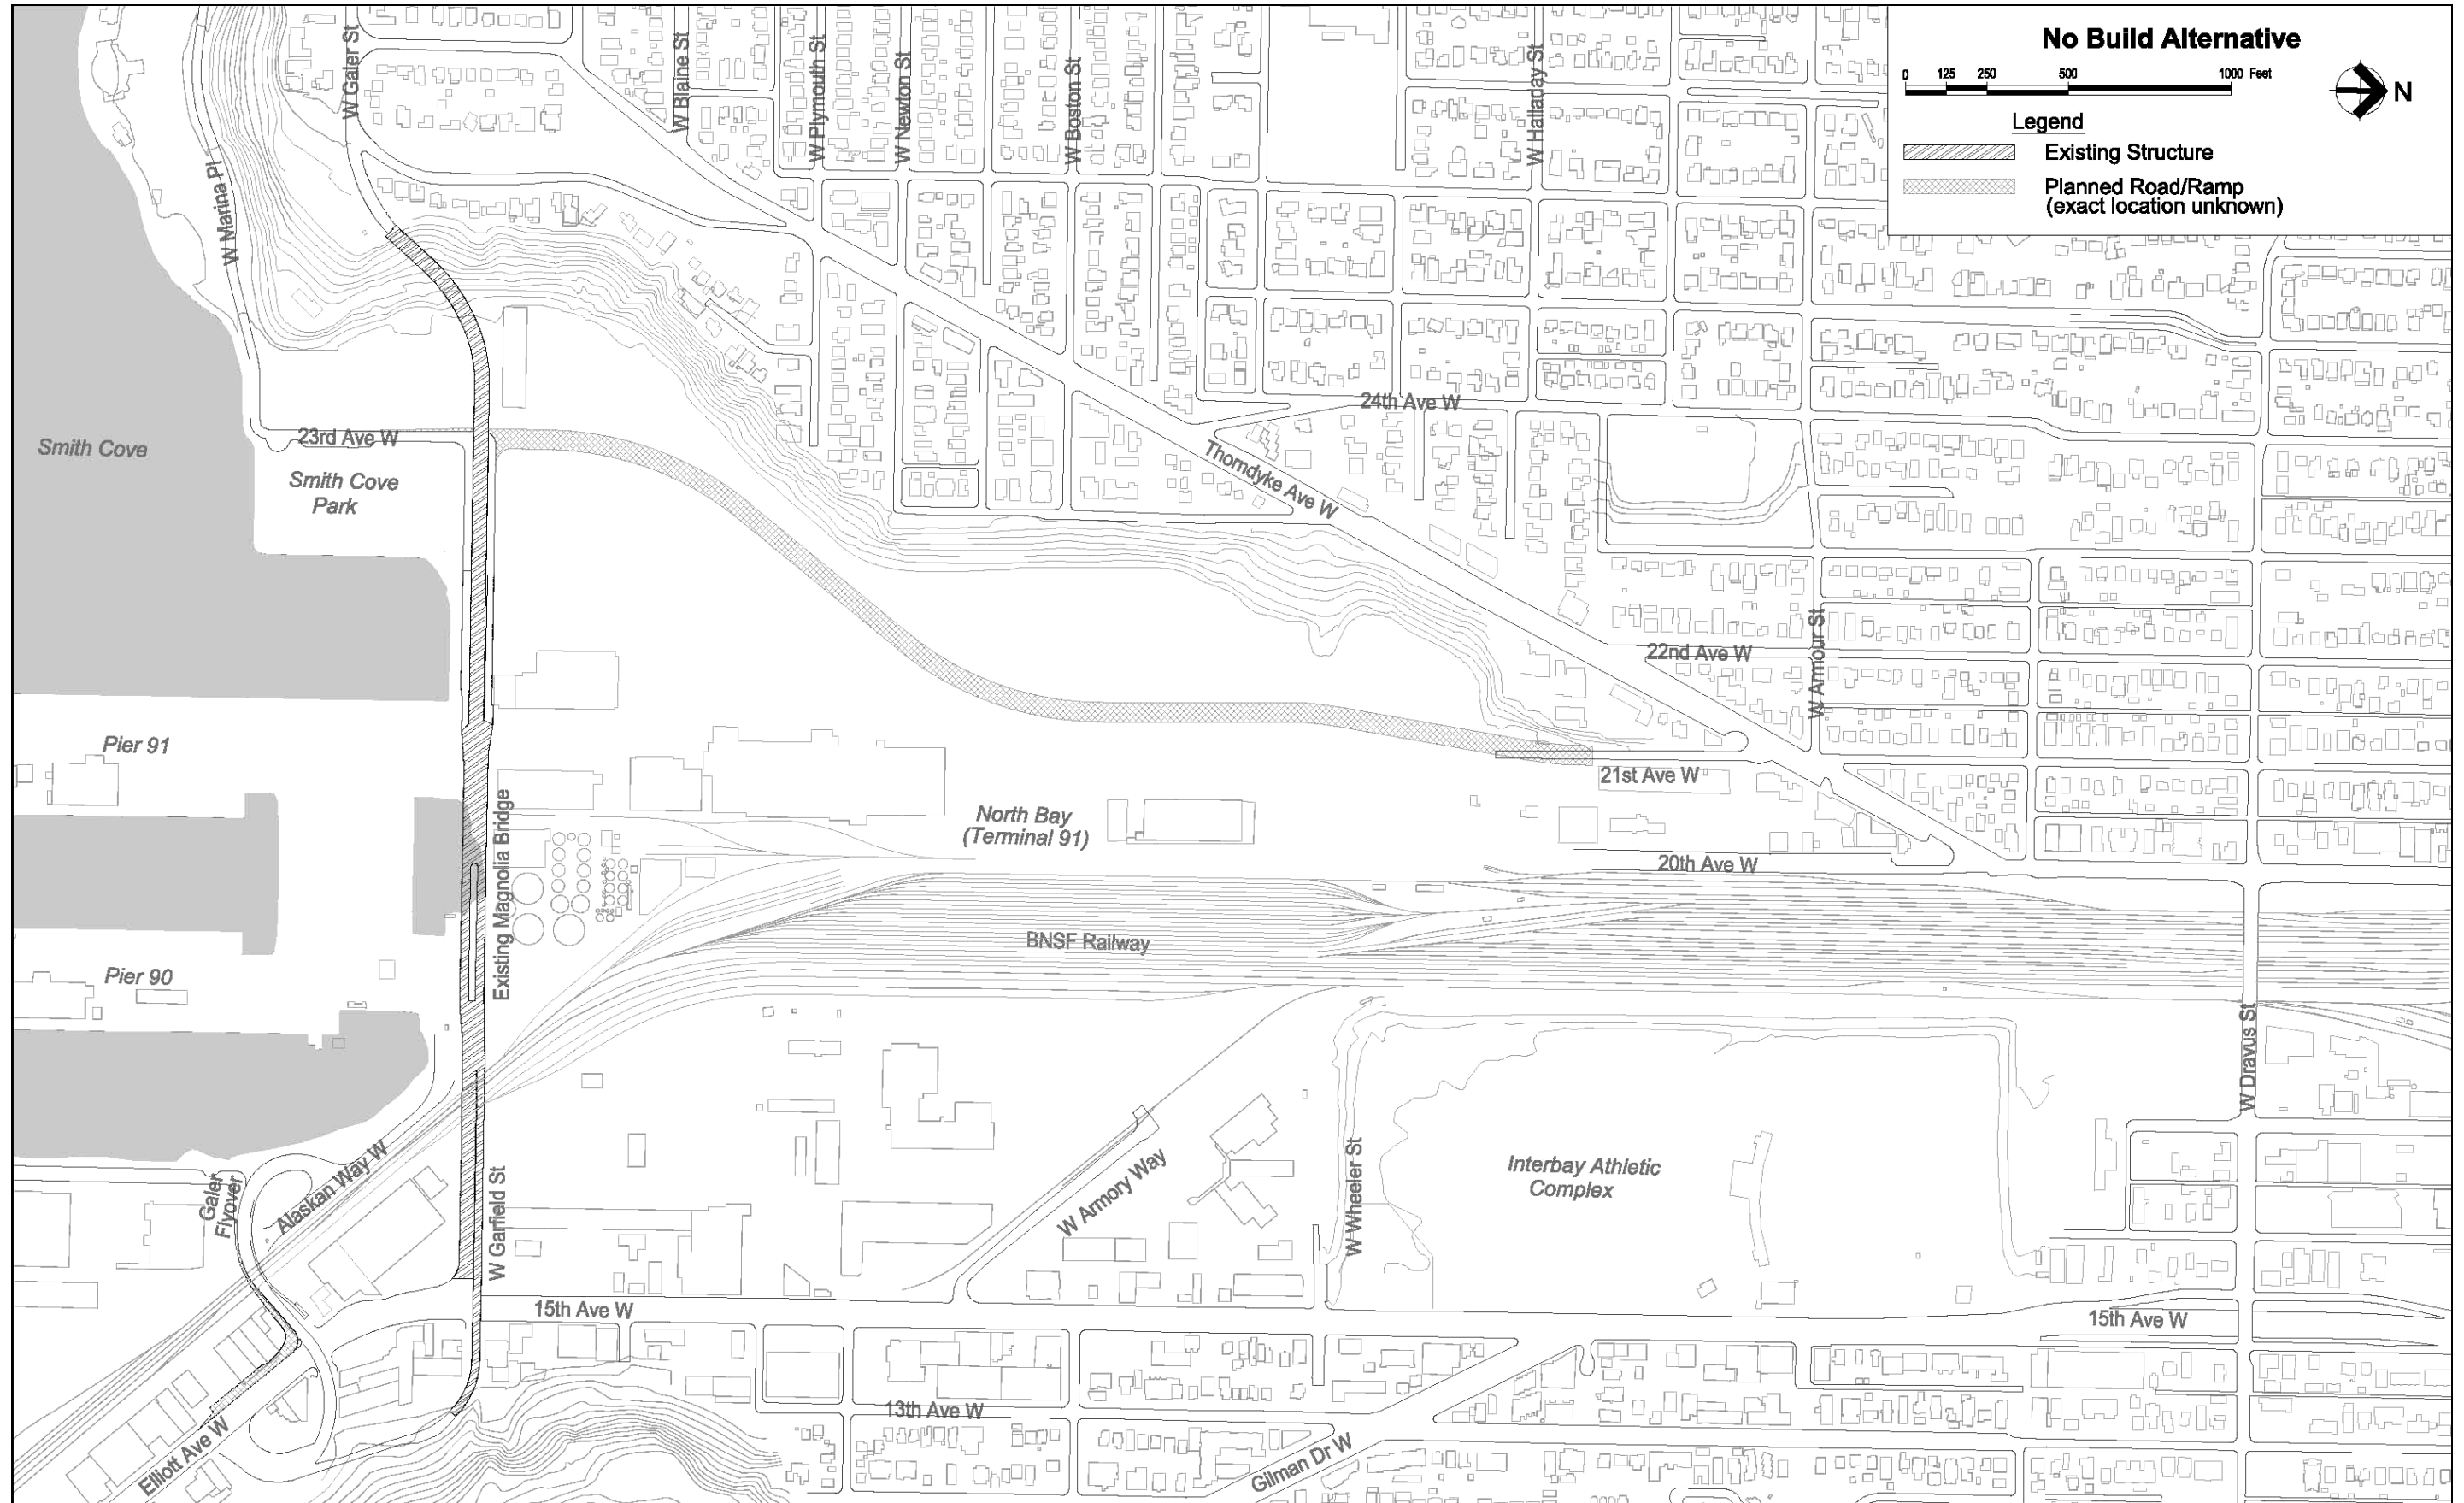 No Build Alternative
0 125 250 500 1000 Feet
N
Legend
Existing Structure
Planned Road/Ramp
(exact location unknown)
W Galer St
W Blaine St
W Plymouth St
W Newton St
W Boston St
W Halladay St
W Marina Pl
24th Ave W
23rd Ave W
Smith Cove
Smith Cove
Park
Thorndyke Ave W
22nd Ave W
W Armour St
Pier 91
21st Ave W
North Bay
(Terminal 91)
Existing Magnolia Bridge
20th Ave W
BNSF Railway
Pier 90
W Dravus St
Galer
Flyover
Alaskan Way W
W Garfield St
W Armory Way
W Wheeler St
Interbay Athletic
Complex
15th Ave W
15th Ave W
13th Ave W
Elliott Ave W
Gilman Dr W